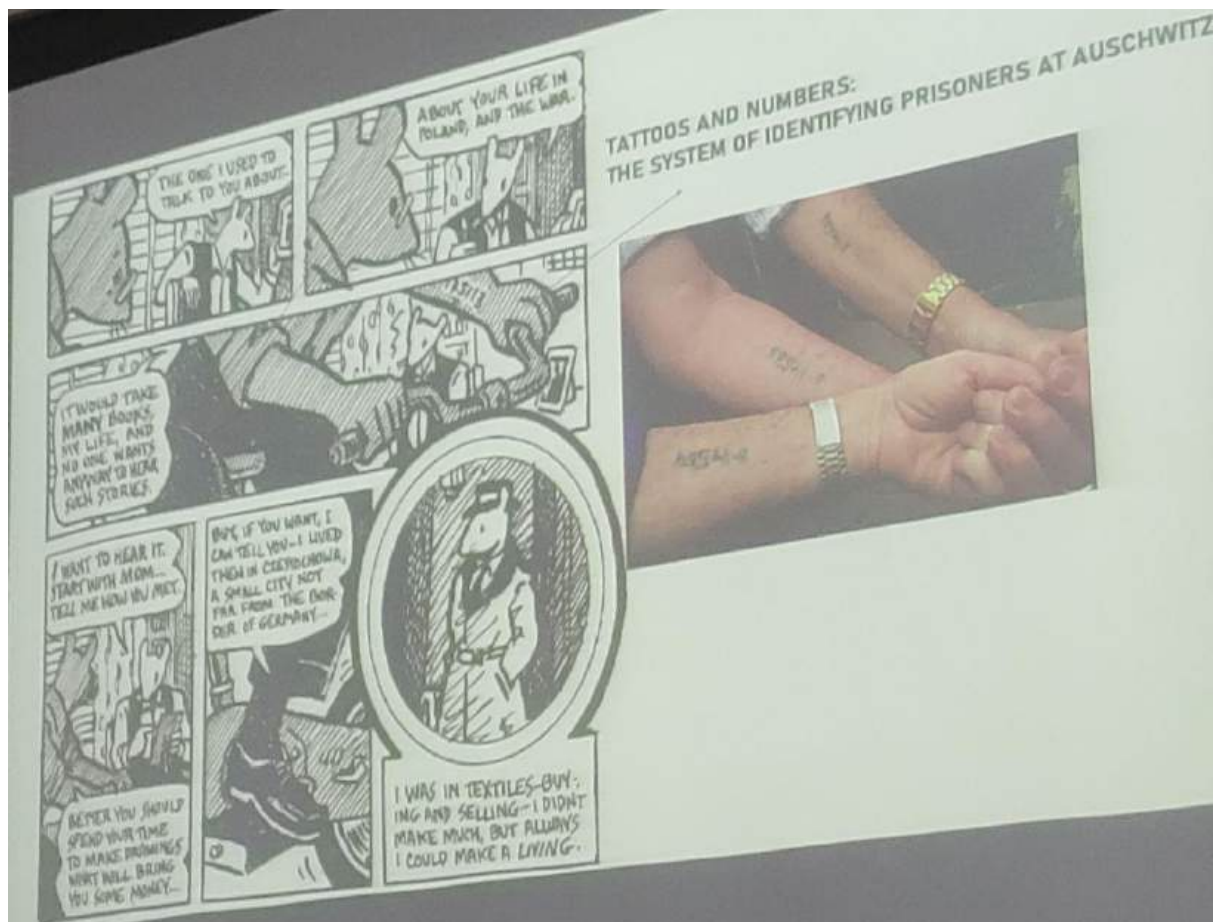 THE ONE I USED TO
TALK TO YOU ABOUT...
ABOUT YOUR LIFE IN
POLAND, AND THE WAR.
IT WOULD TAKE
MANY BOOKS,
MY LIFE, AND
NO ONE WANTS
ANYWAY TO HEAR
SUCH STORIES.
I WANT TO HEAR IT.
START WITH MOM...
TELL ME HOW YOU MET.
BETTER YOU SHOULD
SPEND YOUR TIME
TO MAKE DRAWINGS
WHAT WILL BRING
YOU SOME MONEY...
BUT, IF YOU WANT, I
CAN TELL YOU... I LIVED
THEN IN CZESTOCHOWA,
A SMALL CITY NOT
FAR FROM THE BOR-
DER OF GERMANY...
I WAS IN TEXTILES-BUY-
ING AND SELLING-I DIDN'T
MAKE MUCH, BUT ALWAYS
I COULD MAKE A LIVING.
TATTOOS AND NUMBERS:
THE SYSTEM OF IDENTIFYING PRISONERS AT AUSCHWITZ